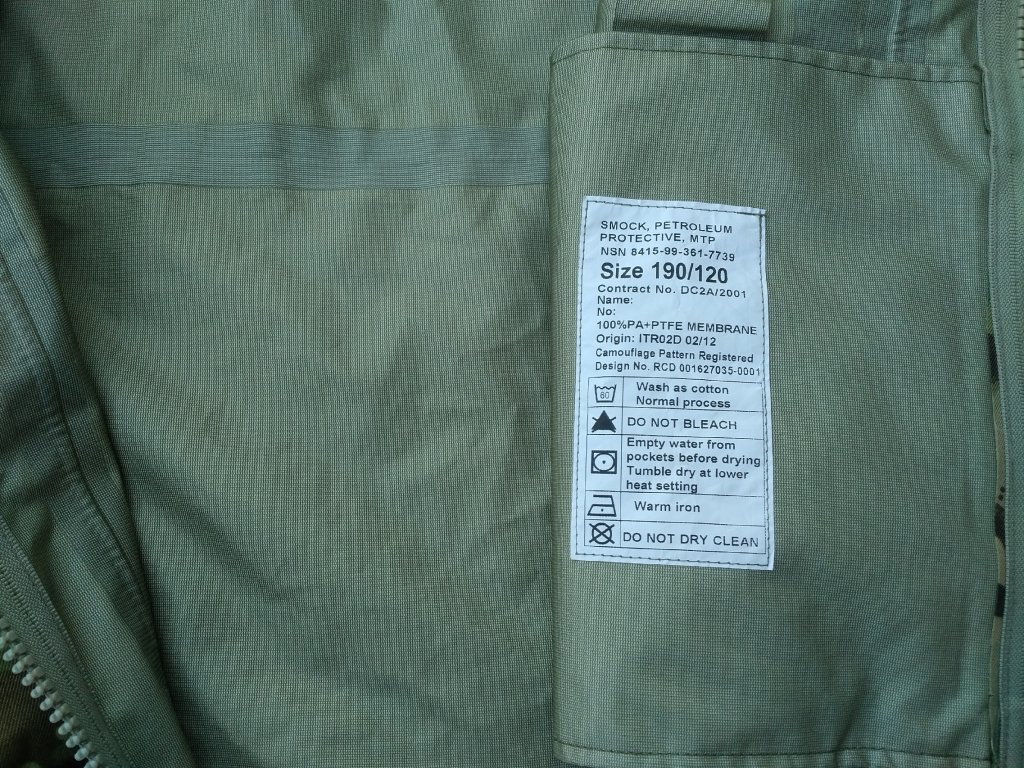 SMOCK, PETROLEUM
PROTECTIVE, MTP
NSN 8415-99-361-7739
Size 190/120
Contract No. DC2A/2001
Name:
No:
100%PA+PTFE MEMBRANE
Origin: ITR02D 02/12
Camouflage Pattern Registered
Design No. RCD 001627035-0001
60
Wash as cotton
Normal process
DO NOT BLEACH
Empty water from
pockets before drying
Tumble dry at lower
heat setting
Warm iron
DO NOT DRY CLEAN